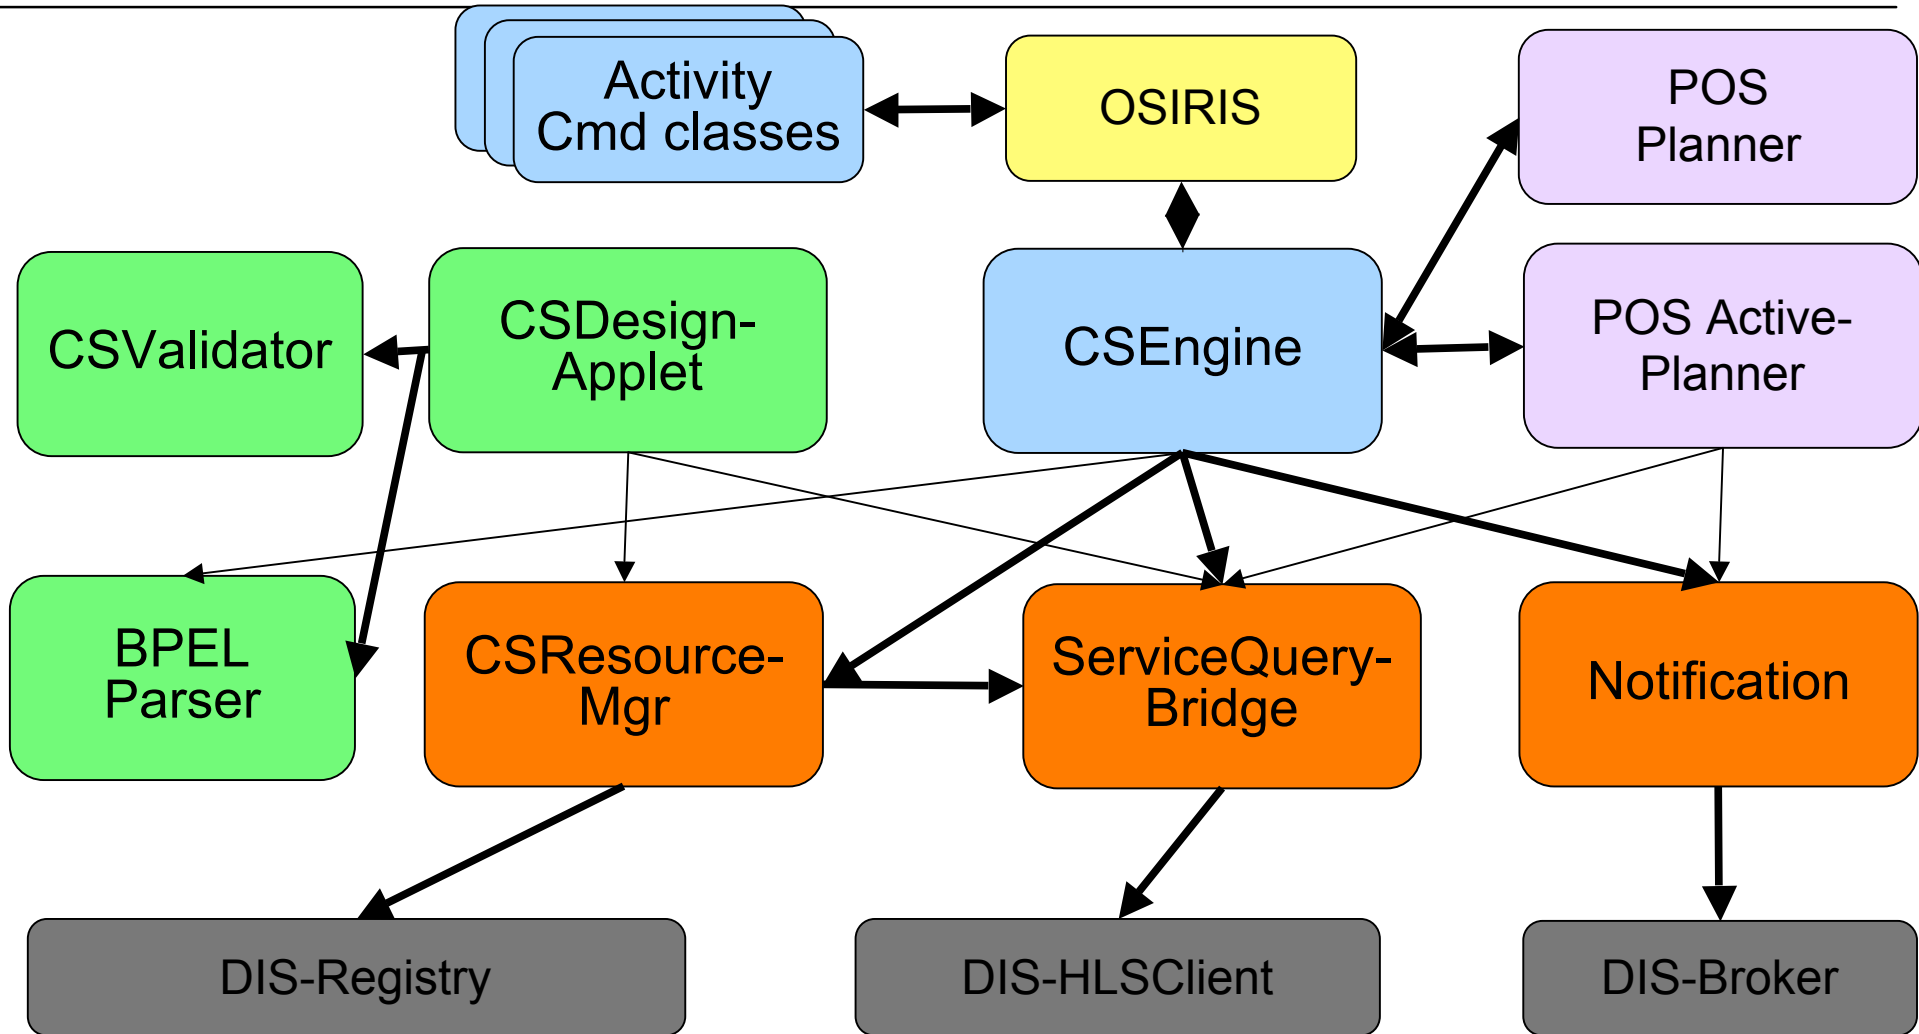 Activity
Cmd classes
OSIRIS
POS
Planner
CSValidator
CSDesign-
Applet
CSEngine
POS Active-
Planner
BPEL
Parser
CSResource-
Mgr
ServiceQuery-
Bridge
Notification
DIS-Registry
DIS-HLSClient
DIS-Broker